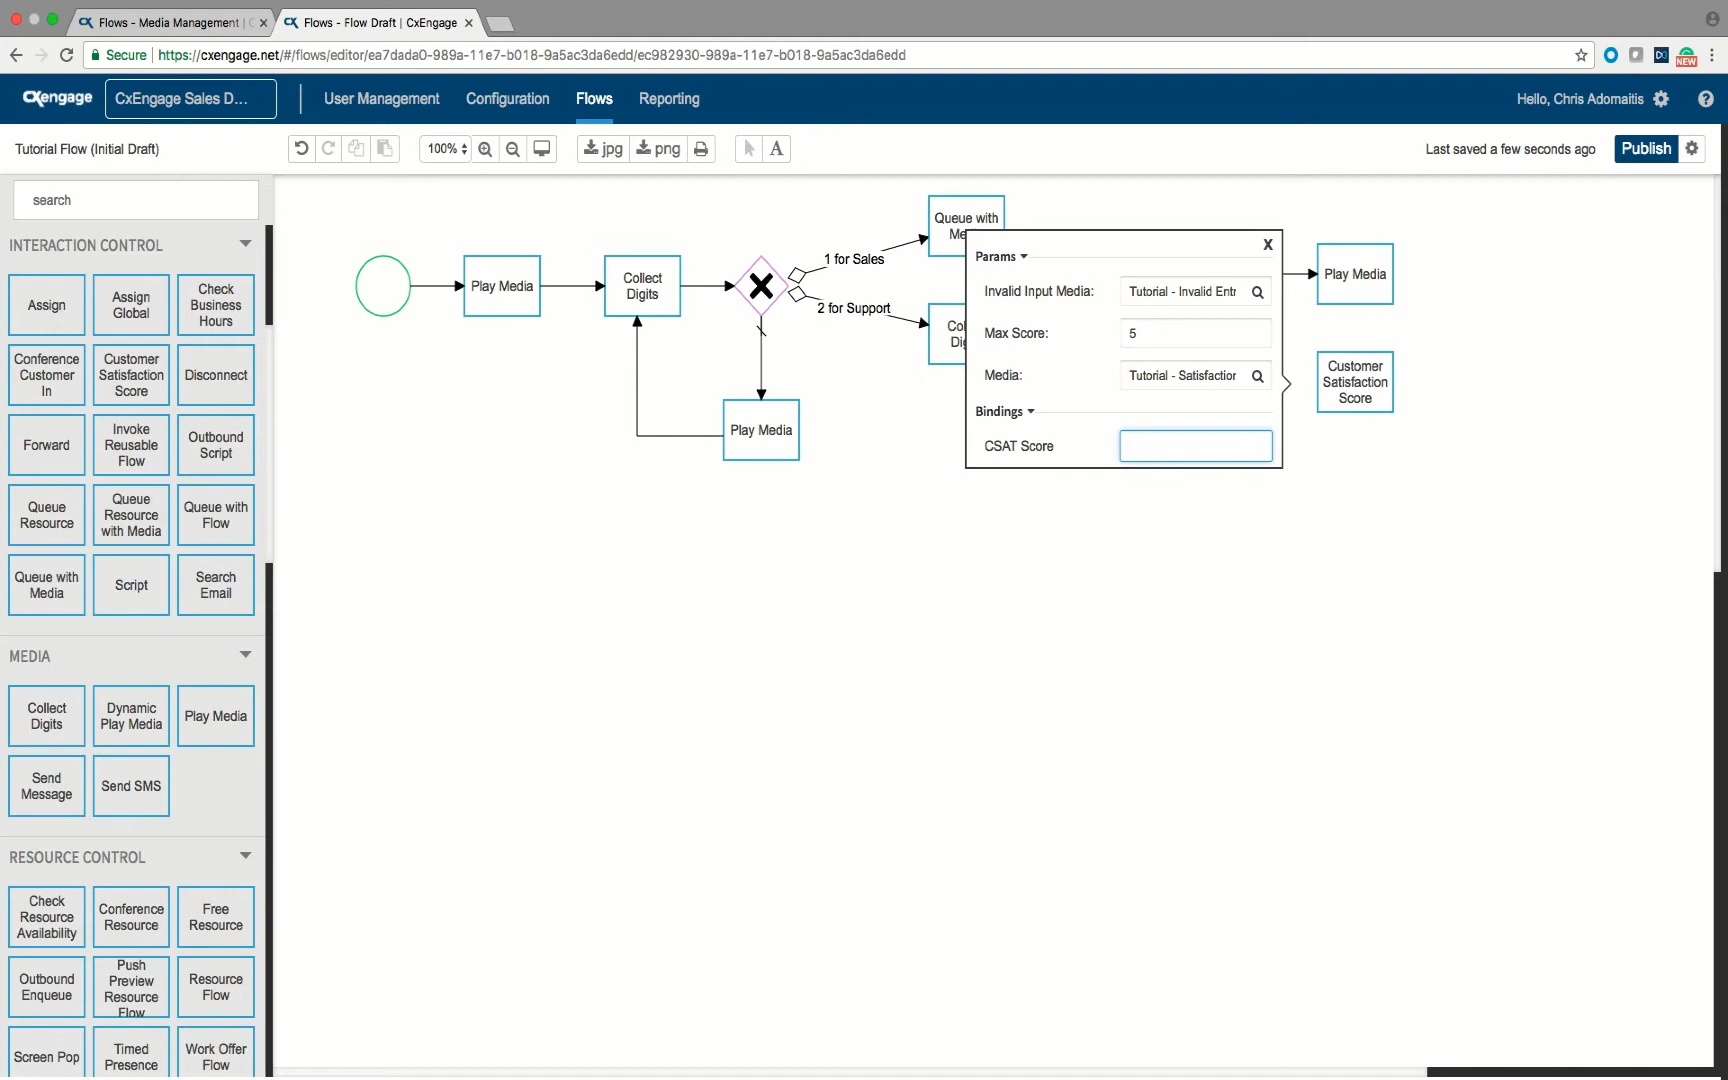 Flows - Media Management | C
Flows - Flow Draft | CxEngage
Secure
https://cxengage.net/#/flows/editor/ea7dada0-989a-11e7-b018-9a5ac3da6edd/ec982930-989a-11e7-b018-9a5ac3da6edd
NEW
CXengage
CxEngage Sales D...
User Management
Configuration
Flows
Reporting
Hello, Chris Adomaitis
Tutorial Flow (Initial Draft)
100%
jpg
png
A
Last saved a few seconds ago
Publish
search
INTERACTION CONTROL
Assign
Assign
Global
Check
Business
Hours
Conference
Customer
In
Customer
Satisfaction
Score
Disconnect
Forward
Invoke
Reusable
Flow
Outbound
Script
Queue
Resource
Queue
Resource
with Media
Queue with
Flow
Queue with
Media
Script
Search
Email
MEDIA
Collect
Digits
Dynamic
Play Media
Play Media
Send
Message
Send SMS
RESOURCE CONTROL
Check
Resource
Availability
Conference
Resource
Free
Resource
Outbound
Enqueue
Push
Preview
Resource
Flow
Resource
Flow
Screen Pop
Timed
Presence
Work Offer
Flow
Play Media
Collect
Digits
1 for Sales
2 for Support
Play Media
Queue with
Me
Col
Dig
X
Params
Invalid Input Media:
Tutorial - Invalid Entr
Max Score:
5
Media:
Tutorial - Satisfaction
Bindings
CSAT Score
Play Media
Customer
Satisfaction
Score